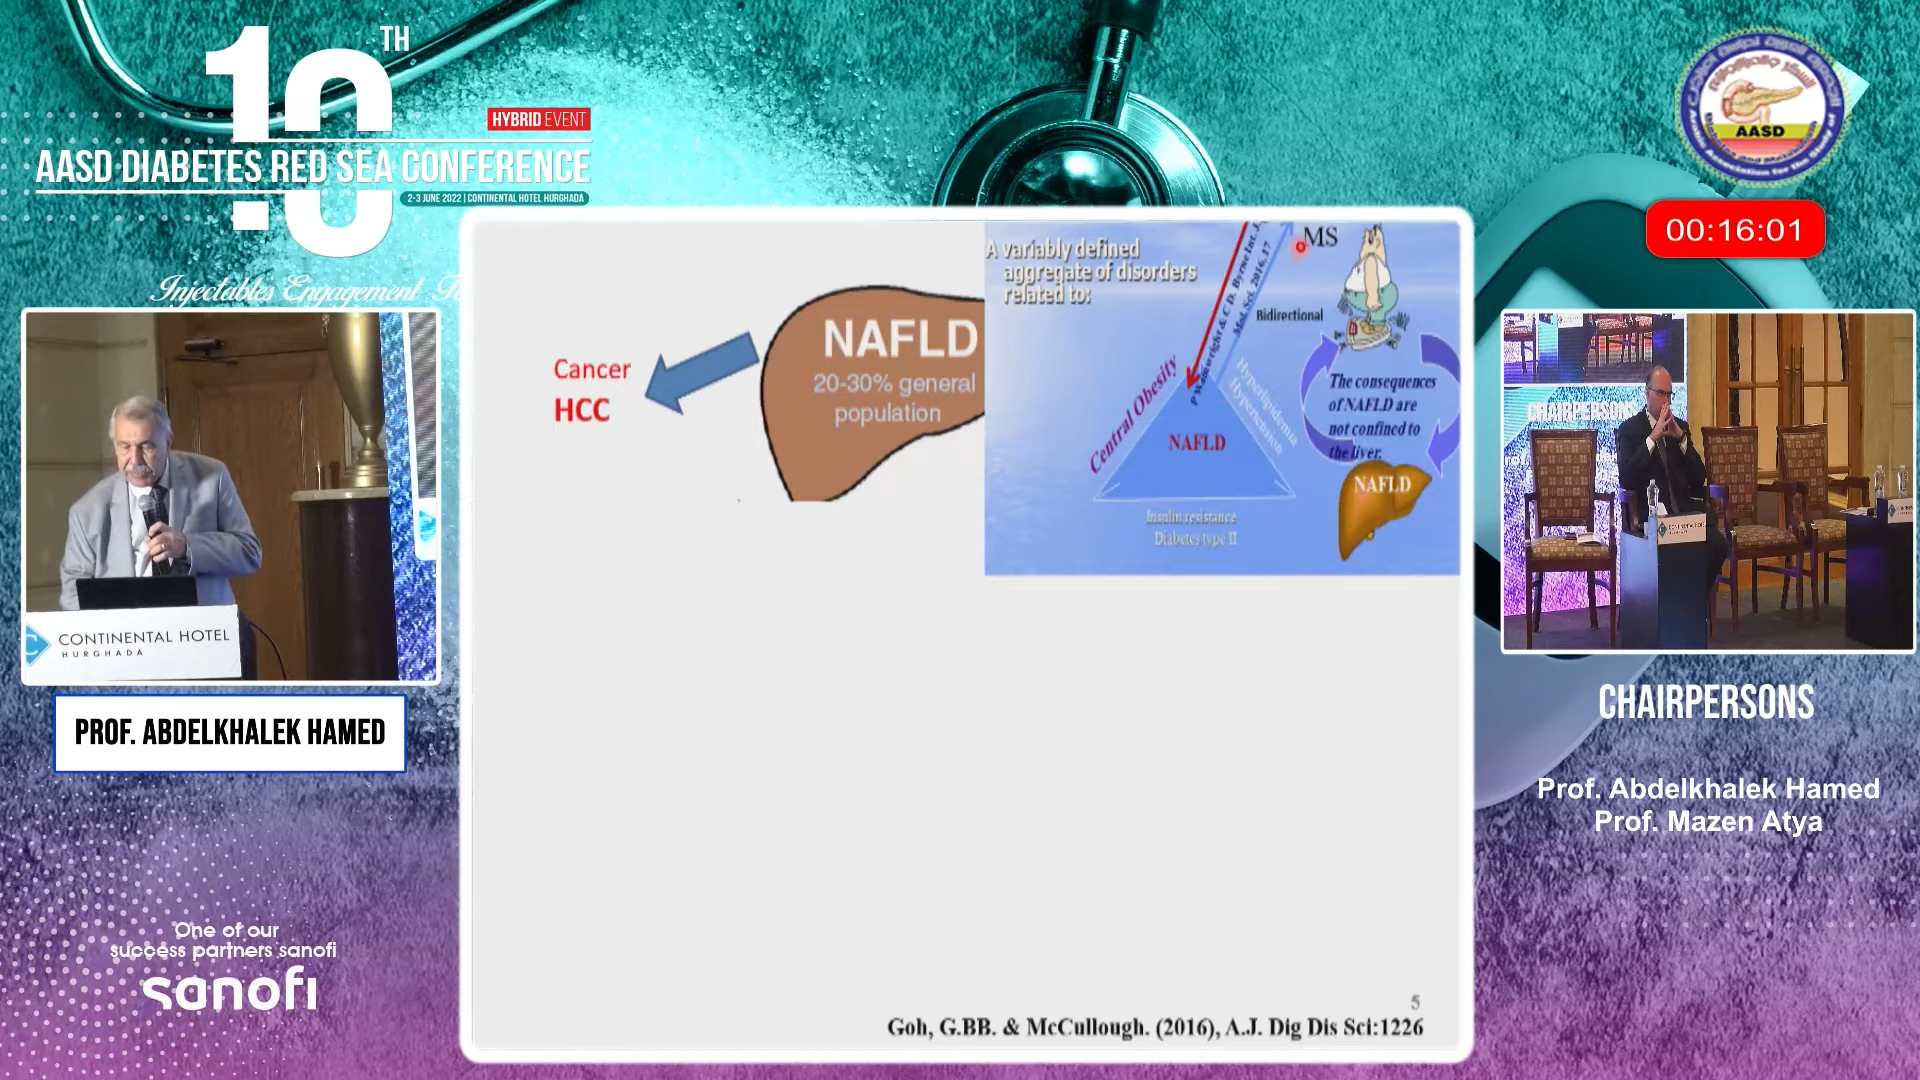 10TH
HYBRID EVENT
AASD DIABETES RED SEA CONFERENCE
2-3 JUNE 2022 | CONTINENTAL HOTEL HURGHADA
Injectables Engagement
AASD
00:16:01
CONTINENTAL HOTEL
HURGHADA
PROF. ABDELKHALEK HAMED
One of our
success partners sanofi
sanofi
Cancer
HCC
NAFLD
20-30% general
population
A variably defined
aggregate of disorders
related to:
MS
Bidirectional
Central Obesity
Hyperlipidemia
Hypertension
NAFLD
Insulin resistance
Diabetes type II
The consequences
of NAFLD are
not confined to
the liver.
NAFLD
5
Goh, G.BB. & McCullough. (2016), A.J. Dig Dis Sci:1226
CHAIRPERSONS
CHAIRPERSONS
Prof. Abdelkhalek Hamed
Prof. Mazen Atya